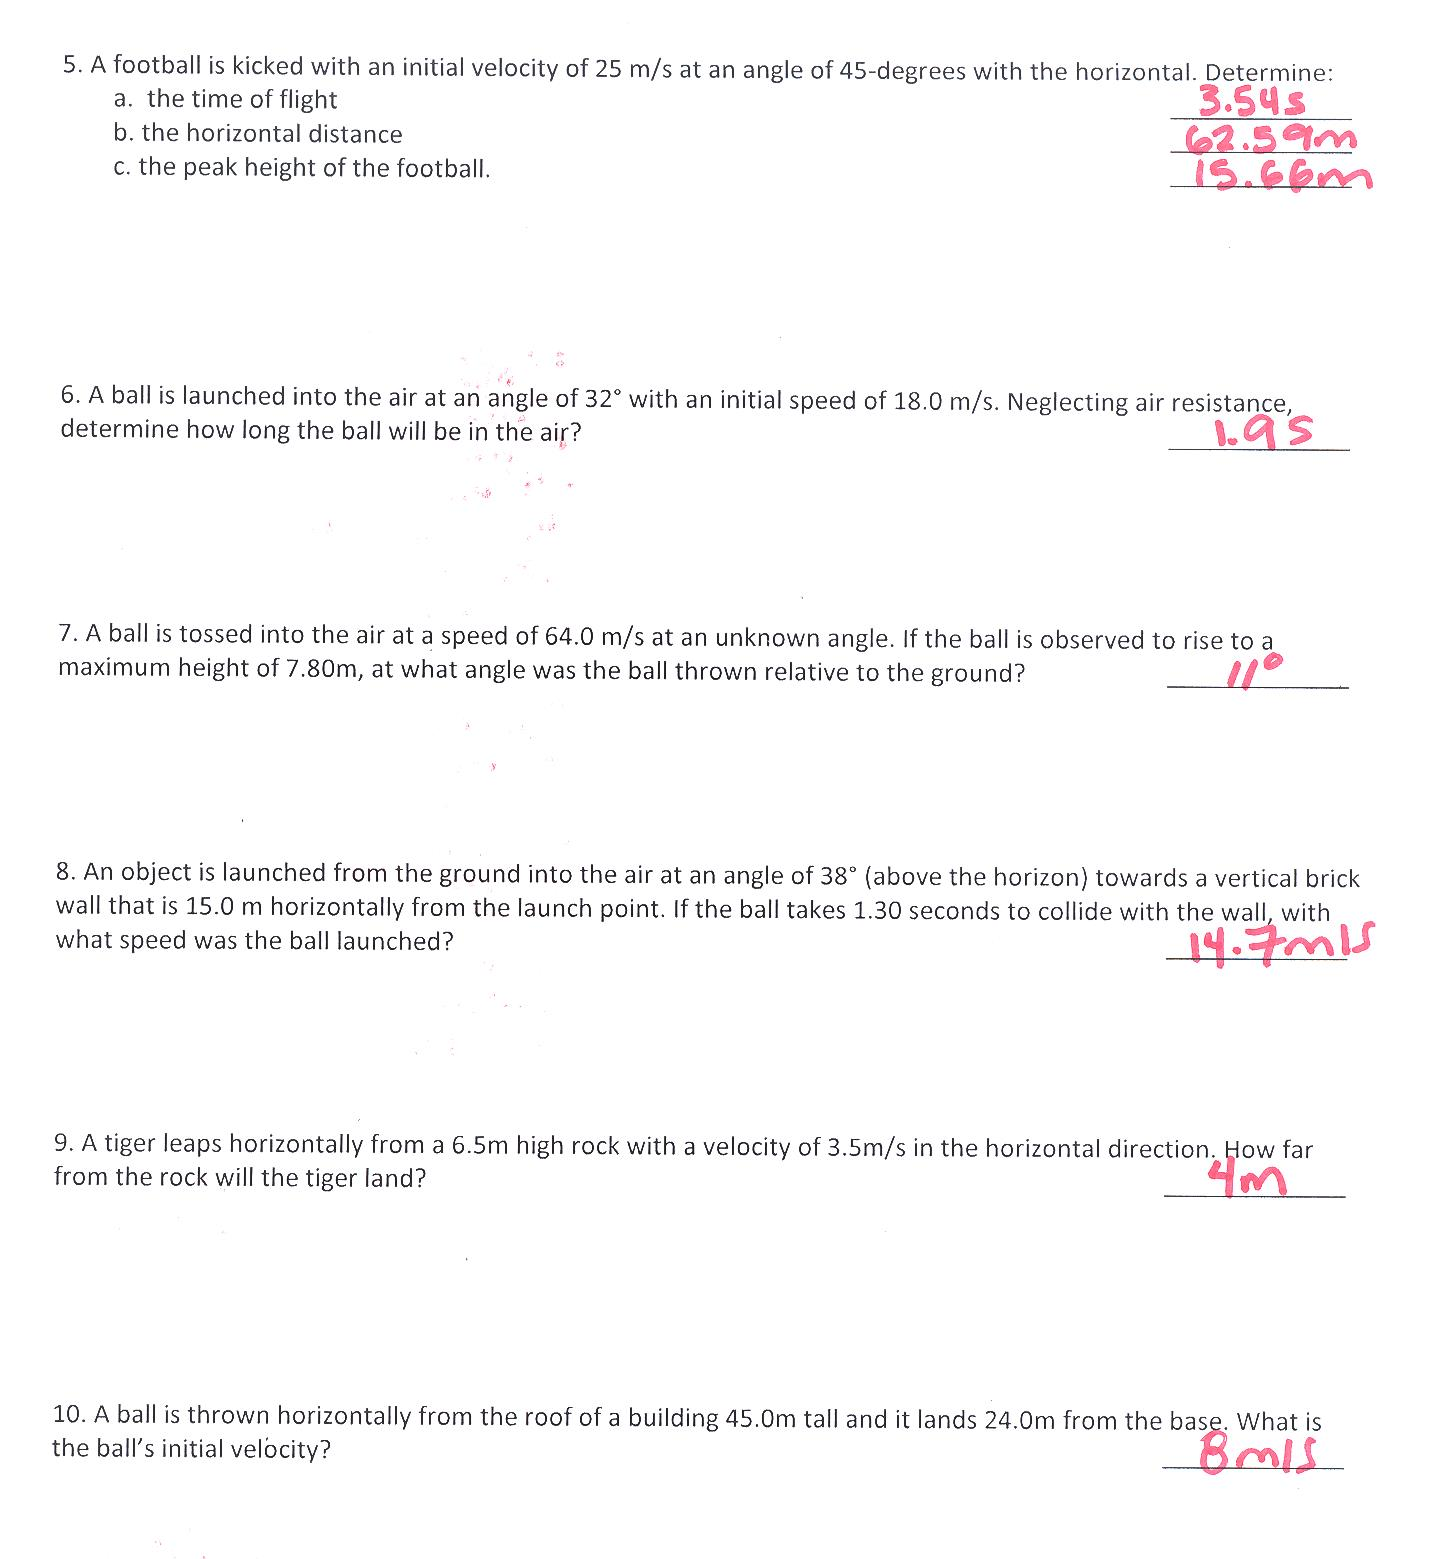 5. A football is kicked with an initial velocity of 25 m/s at an angle of 45-degrees with the horizontal. Determine:
a. the time of flight 3.54s
b. the horizontal distance 62.59m
c. the peak height of the football. 15.66m
6. A ball is launched into the air at an angle of 32° with an initial speed of 18.0 m/s. Neglecting air resistance,
determine how long the ball will be in the air? 1.9s
7. A ball is tossed into the air at a speed of 64.0 m/s at an unknown angle. If the ball is observed to rise to a
maximum height of 7.80m, at what angle was the ball thrown relative to the ground? 11°
8. An object is launched from the ground into the air at an angle of 38° (above the horizon) towards a vertical brick
wall that is 15.0 m horizontally from the launch point. If the ball takes 1.30 seconds to collide with the wall, with
what speed was the ball launched? 14.7m/s
9. A tiger leaps horizontally from a 6.5m high rock with a velocity of 3.5m/s in the horizontal direction. How far
from the rock will the tiger land? 4m
10. A ball is thrown horizontally from the roof of a building 45.0m tall and it lands 24.0m from the base. What is
the ball's initial velocity? 8m/s